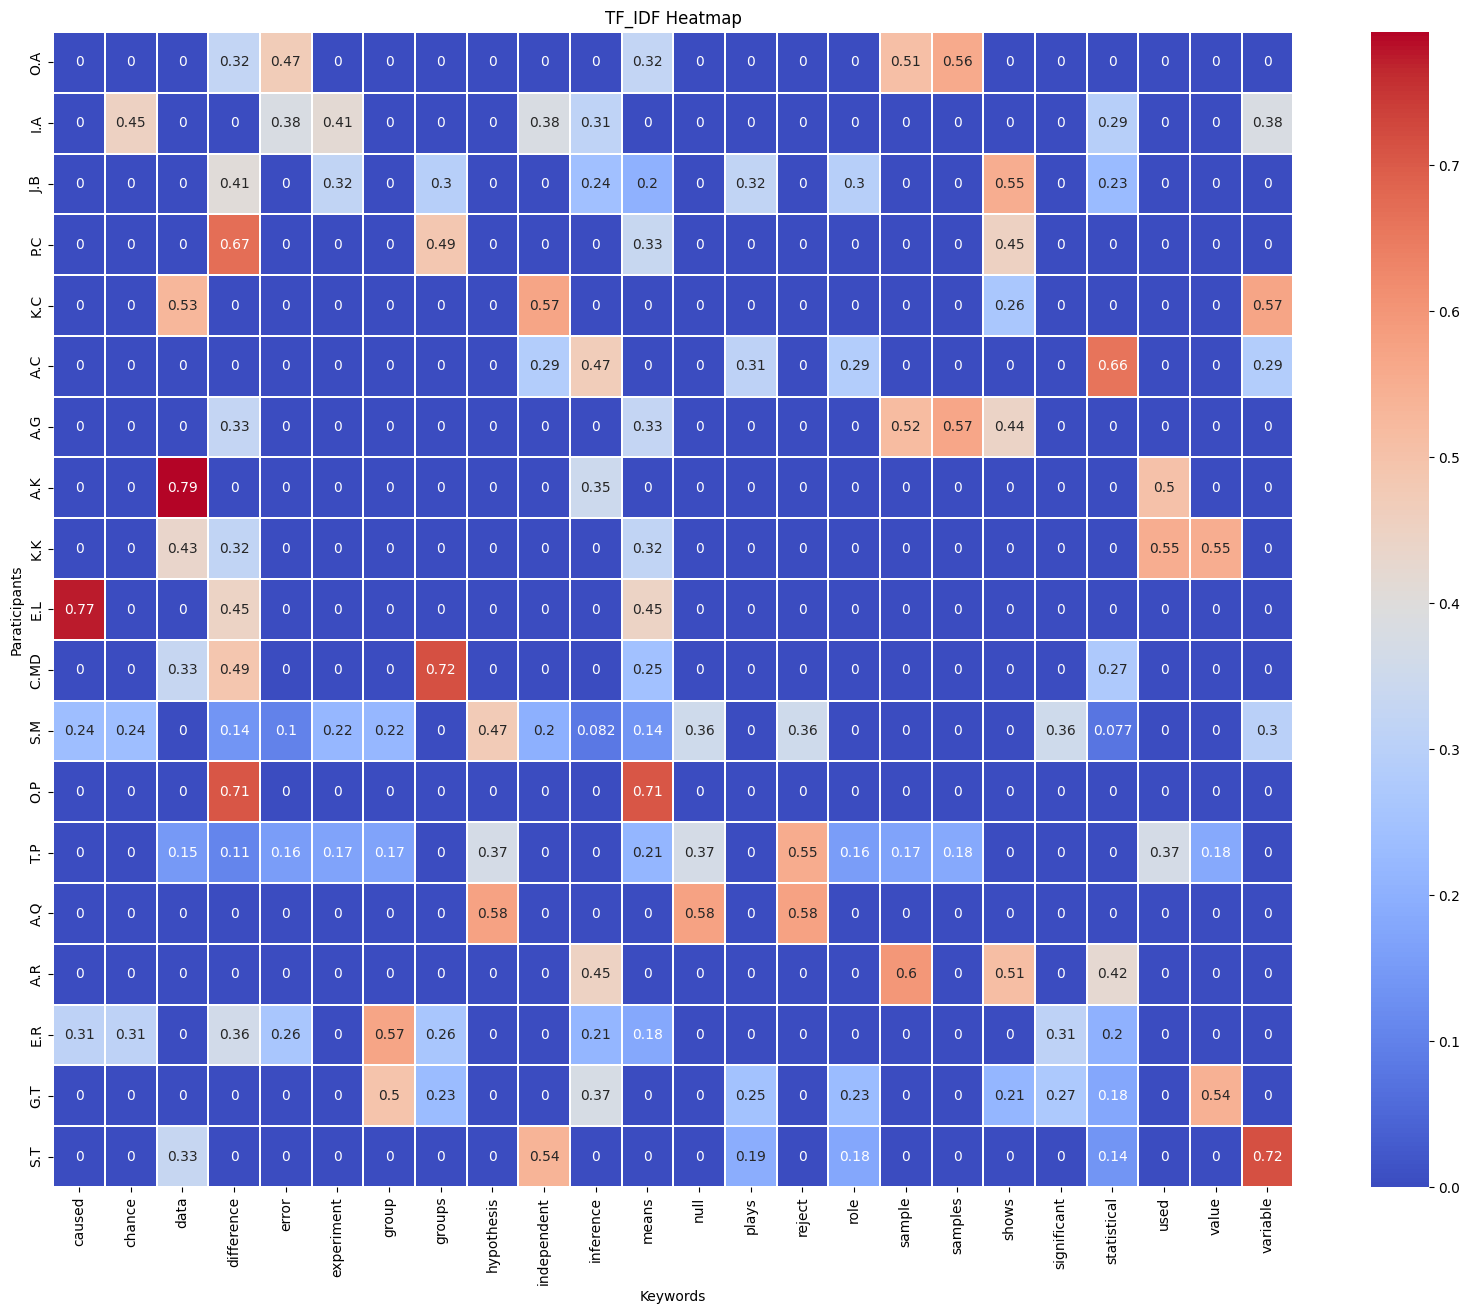 TF_IDF Heatmap
O.A 0 0 0 0.32 0.47 0 0 0 0 0 0 0.32 0 0 0 0 0.51 0.56 0 0 0 0 0 0
I.A 0 0.45 0 0 0.38 0.41 0 0 0 0.38 0.31 0 0 0 0 0 0 0 0 0 0.29 0 0 0.38
J.B 0 0 0 0.41 0 0.32 0 0.3 0 0 0.24 0.2 0 0.32 0 0.3 0 0 0.55 0 0.23 0 0 0
P.C 0 0 0 0.67 0 0 0 0.49 0 0 0 0.33 0 0 0 0 0 0 0.45 0 0 0 0 0
K.C 0 0 0.53 0 0 0 0 0 0 0.57 0 0 0 0 0 0 0 0 0.26 0 0 0 0 0.57
A.C 0 0 0 0 0 0 0 0 0 0.29 0.47 0 0 0.31 0 0.29 0 0 0 0 0.66 0 0 0.29
A.G 0 0 0 0.33 0 0 0 0 0 0 0 0.33 0 0 0 0 0.52 0.57 0.44 0 0 0 0 0
A.K 0 0 0.79 0 0 0 0 0 0 0 0.35 0 0 0 0 0 0 0 0 0 0 0.5 0 0
K.K 0 0 0.43 0.32 0 0 0 0 0 0 0 0.32 0 0 0 0 0 0 0 0 0 0.55 0.55 0
E.L 0.77 0 0 0.45 0 0 0 0 0 0 0 0.45 0 0 0 0 0 0 0 0 0 0 0 0
C.MD 0 0 0.33 0.49 0 0 0 0.72 0 0 0 0.25 0 0 0 0 0 0 0 0 0.27 0 0 0
S.M 0.24 0.24 0 0.14 0.1 0.22 0.22 0 0.47 0.2 0.082 0.14 0.36 0 0.36 0 0 0 0 0.36 0.077 0 0 0.3
O.P 0 0 0 0.71 0 0 0 0 0 0 0 0.71 0 0 0 0 0 0 0 0 0 0 0 0
T.P 0 0 0.15 0.11 0.16 0.17 0.17 0 0.37 0 0 0.21 0.37 0 0.55 0.16 0.17 0.18 0 0 0 0.37 0.18 0
A.Q 0 0 0 0 0 0 0 0 0.58 0 0 0 0.58 0 0.58 0 0 0 0 0 0 0 0 0
A.R 0 0 0 0 0 0 0 0 0 0 0.45 0 0 0 0 0 0.6 0 0.51 0 0.42 0 0 0
E.R 0.31 0.31 0 0.36 0.26 0 0.57 0.26 0 0 0.21 0.18 0 0 0 0 0 0 0 0.31 0.2 0 0 0
G.T 0 0 0 0 0 0 0.5 0.23 0 0 0.37 0 0 0.25 0 0.23 0 0 0.21 0.27 0.18 0 0.54 0
S.T 0 0 0.33 0 0 0 0 0 0 0.54 0 0 0 0.19 0 0.18 0 0 0 0 0.14 0 0 0.72
caused chance data difference error experiment group groups hypothesis independent inference means null plays reject role sample samples shows significant statistical used value variable
Keywords
Paraticipants
0.7
0.6
0.5
0.4
0.3
0.2
0.1
0.0